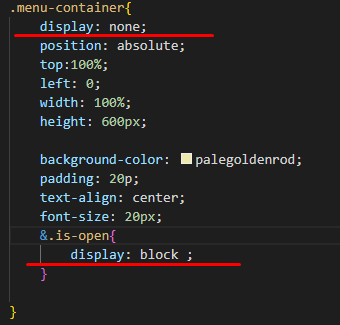 .menu-container{
display: none;
position: absolute;
top:100%;
left: 0;
width: 100%;
height: 600px;
background-color: palegoldenrod;
padding: 20p;
text-align: center;
font-size: 20px;
&.is-open{
display: block ;
}
}